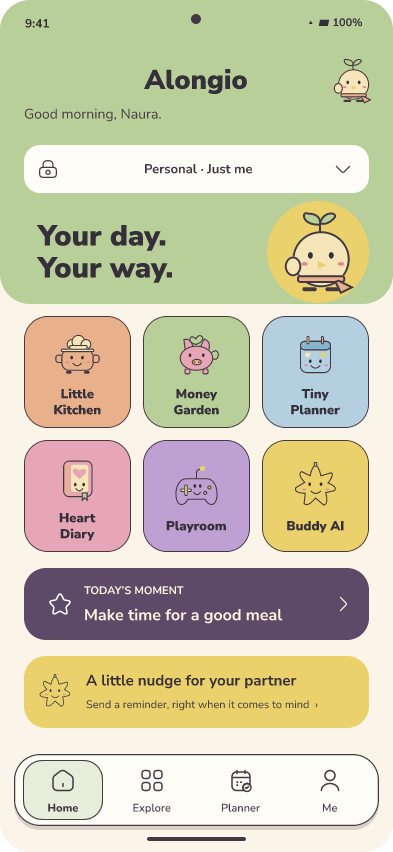 9:41
100%
Alongio
Good morning, Naura.
Personal · Just me
Your day.
Your way.
Little
Kitchen
Money
Garden
Tiny
Planner
Heart
Diary
Playroom
Buddy AI
TODAY'S MOMENT
Make time for a good meal
A little nudge for your partner
Send a reminder, right when it comes to mind ›
Home
Explore
Planner
Me